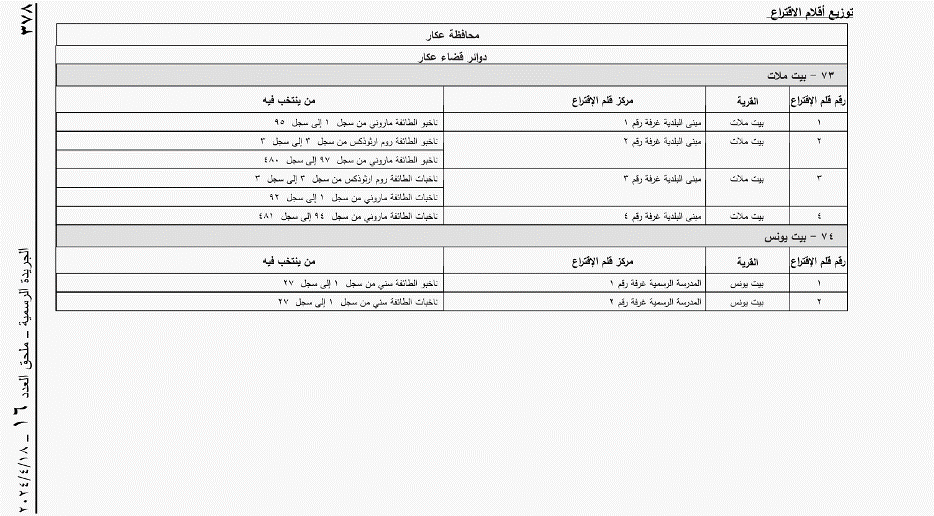 توزيع أقلام الاقتراع
محافظة عكار
دوائر قضاء عكار
٧٣ - بيت ملات
رقم قلم الإقتراع القرية مركز قلم الإقتراع من ينتخب فيه
١ بيت ملات مبنى البلدية غرفة رقم ١ ناخبو الطائفة ماروني من سجل ١ إلى سجل ٩٥
٢ بيت ملات مبنى البلدية غرفة رقم ٢ ناخبو الطائفة روم ارثوذكس من سجل ٣ إلى سجل ٣
ناخبو الطائفة ماروني من سجل ٩٧ إلى سجل ٤٨٠
٣ بيت ملات مبنى البلدية غرفة رقم ٣ ناخبات الطائفة روم ارثوذكس من سجل ٣ إلى سجل ٣
ناخبات الطائفة ماروني من سجل ١ إلى سجل ٩٢
٤ بيت ملات مبنى البلدية غرفة رقم ٤ ناخبات الطائفة ماروني من سجل ٩٤ إلى سجل ٤٨١
٧٤ - بيت يونس
رقم قلم الإقتراع القرية مركز قلم الإقتراع من ينتخب فيه
١ بيت يونس المدرسة الرسمية غرفة رقم ١ ناخبو الطائفة سني من سجل ١ إلى سجل ٢٧
٢ بيت يونس المدرسة الرسمية غرفة رقم ٢ ناخبات الطائفة سني من سجل ١ إلى سجل ٢٧
٣٧٨
الجريدة الرسمية – ملحق العدد ١٦ – ٢٠٢٤/٤/١٨